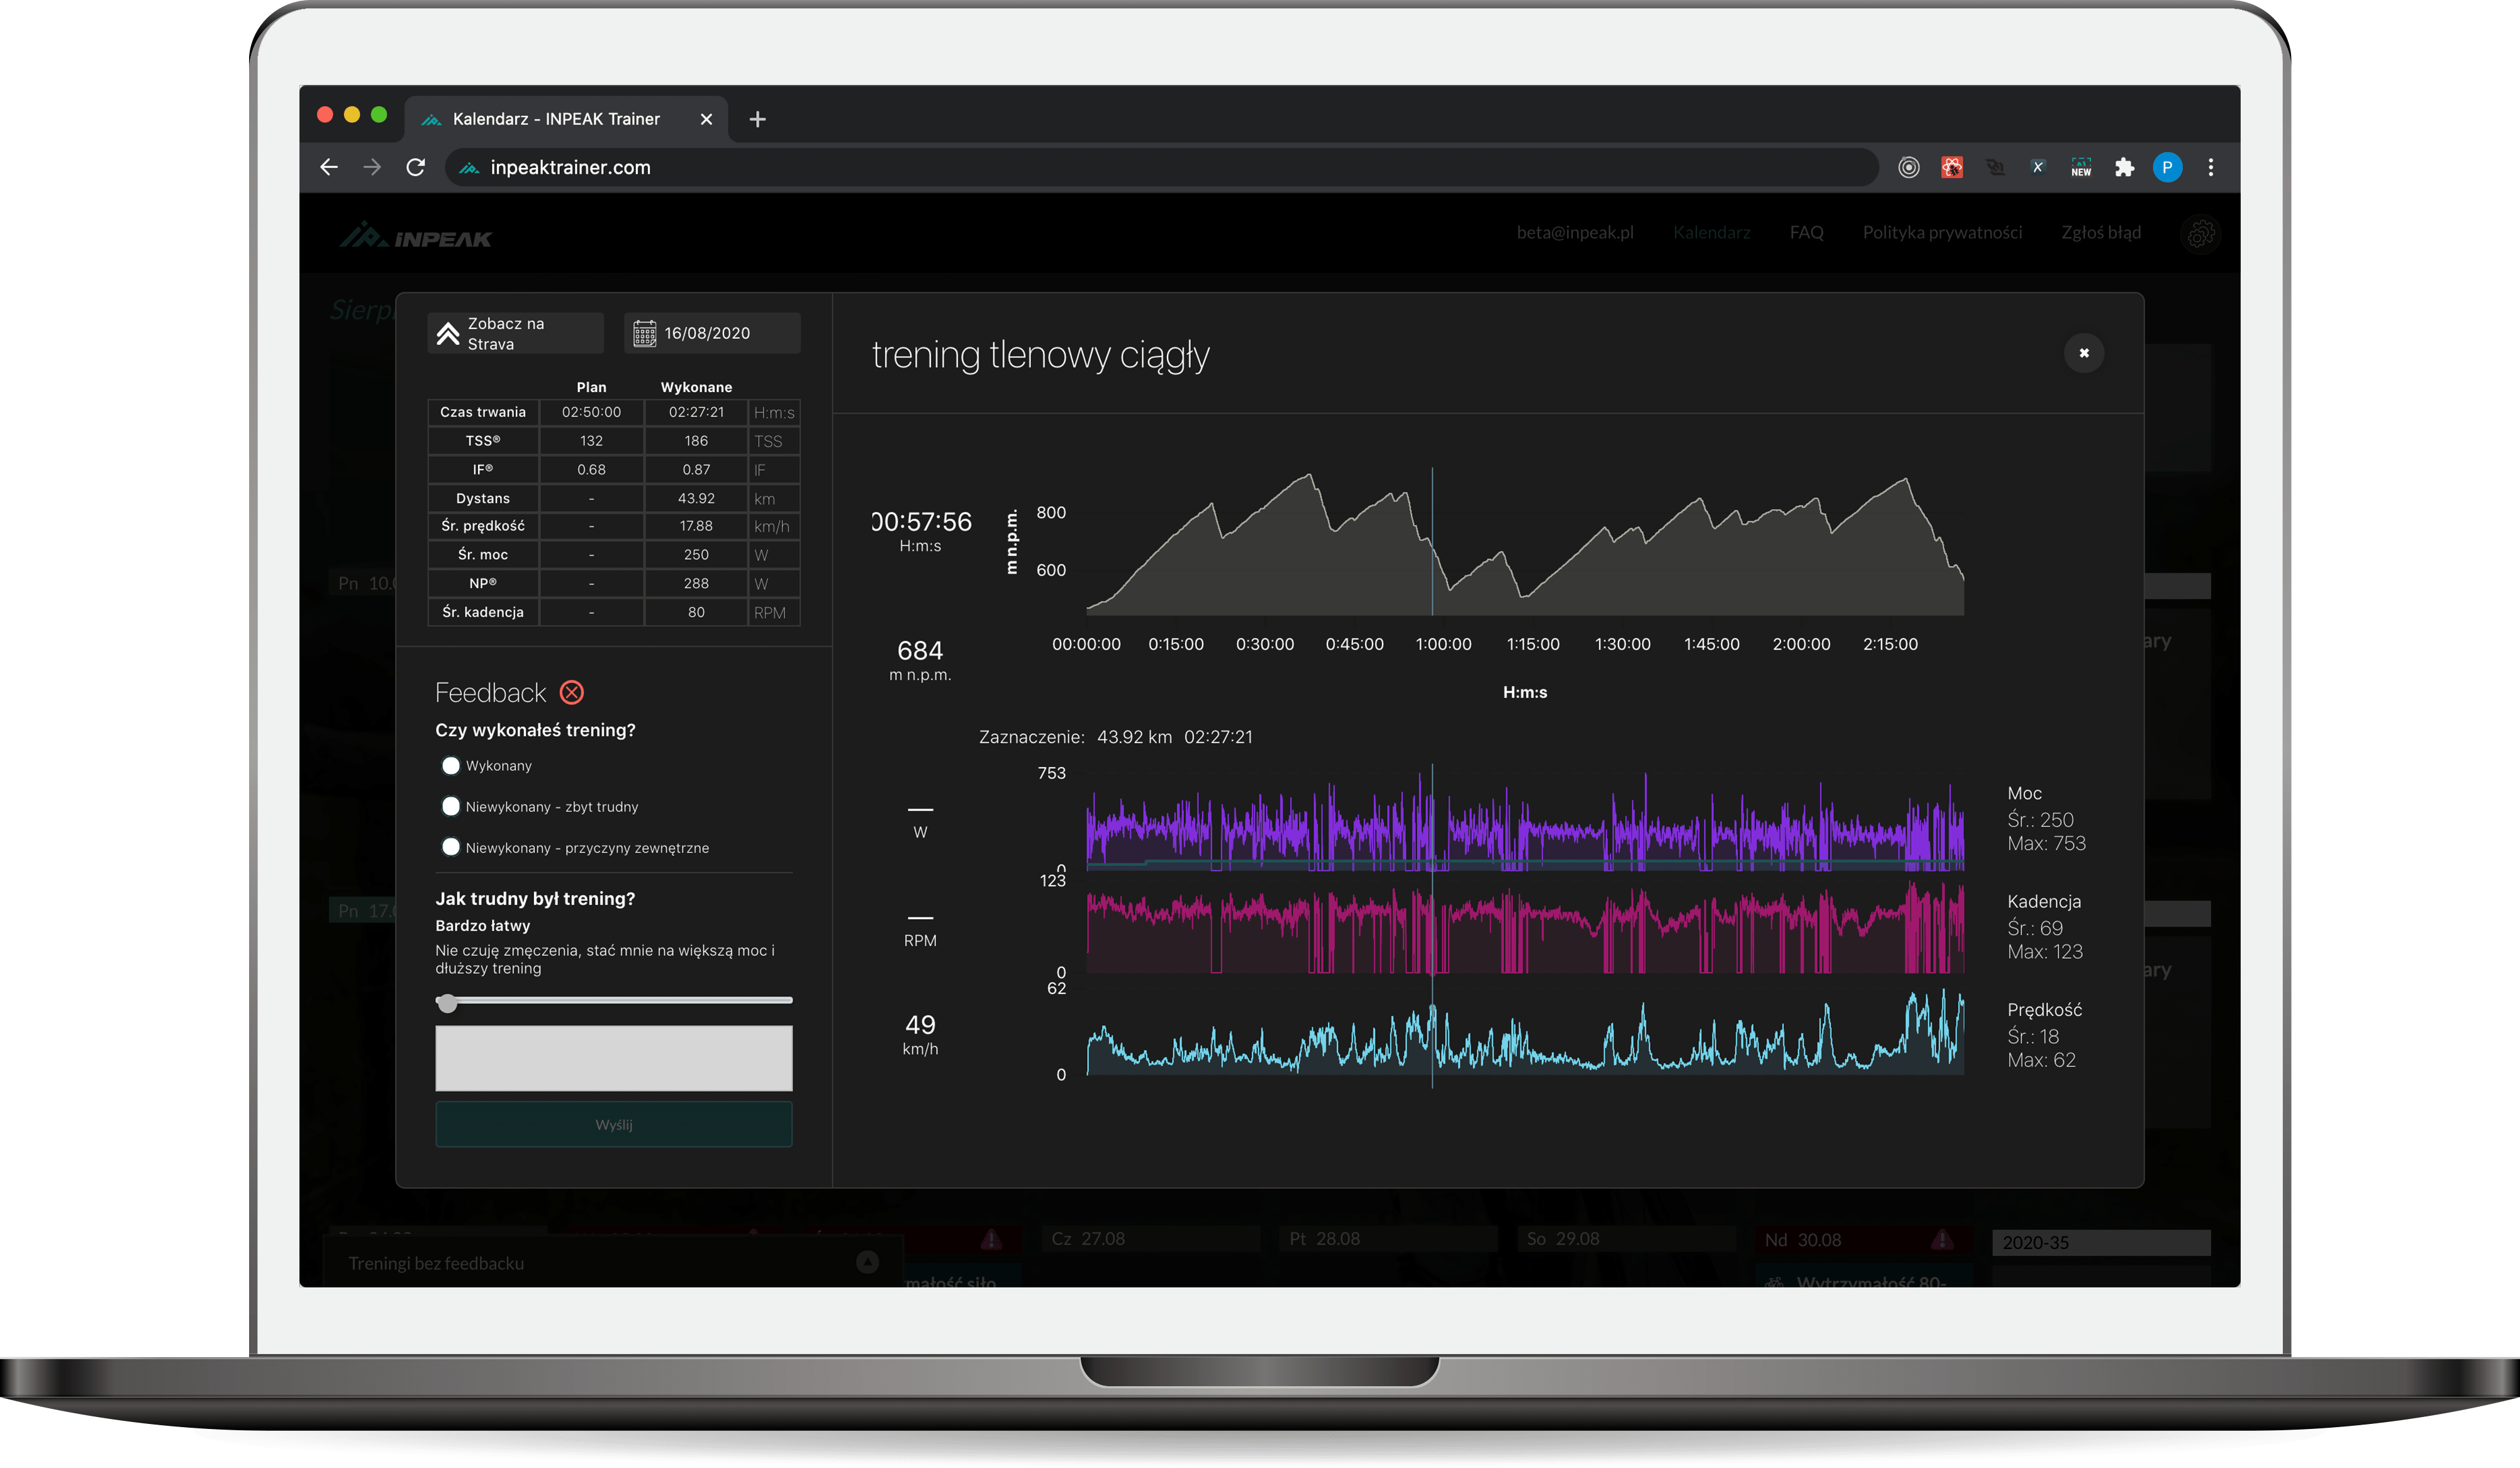 Kalendarz - INPEAK Trainer
inpeaktrainer.com
NEW
P
INPEAK
beta@inpeak.pl Kalendarz FAQ Polityka prywatności Zgłoś błąd
Zobacz na
Strava
16/08/2020
Plan Wykonane
Czas trwania 02:50:00 02:27:21 H:m:s
TSS® 132 186 TSS
IF® 0.68 0.87 IF
Dystans - 43.92 km
Śr. prędkość - 17.88 km/h
Śr. moc - 250 W
NP® - 288 W
Śr. kadencja - 80 RPM
Feedback
Czy wykonałeś trening?
Wykonany
Niewykonany - zbyt trudny
Niewykonany - przyczyny zewnętrzne
Jak trudny był trening?
Bardzo łatwy
Nie czuję zmęczenia, stać mnie na większą moc i
dłuższy trening
Wyślij
trening tlenowy ciągły
00:57:56
H:m:s
m n.p.m.
800
600
684
m n.p.m.
00:00:00 0:15:00 0:30:00 0:45:00 1:00:00 1:15:00 1:30:00 1:45:00 2:00:00 2:15:00
H:m:s
Zaznaczenie: 43.92 km 02:27:21
753
0
W
Moc
Śr.: 250
Max: 753
123
0
RPM
Kadencja
Śr.: 69
Max: 123
62
0
49
km/h
Prędkość
Śr.: 18
Max: 62
Pn 10.
Pn 17.
Cz 27.08
Pt 28.08
So 29.08
Nd 30.08
2020-35
Treningi bez feedbacku
Wytrzymałość 80-